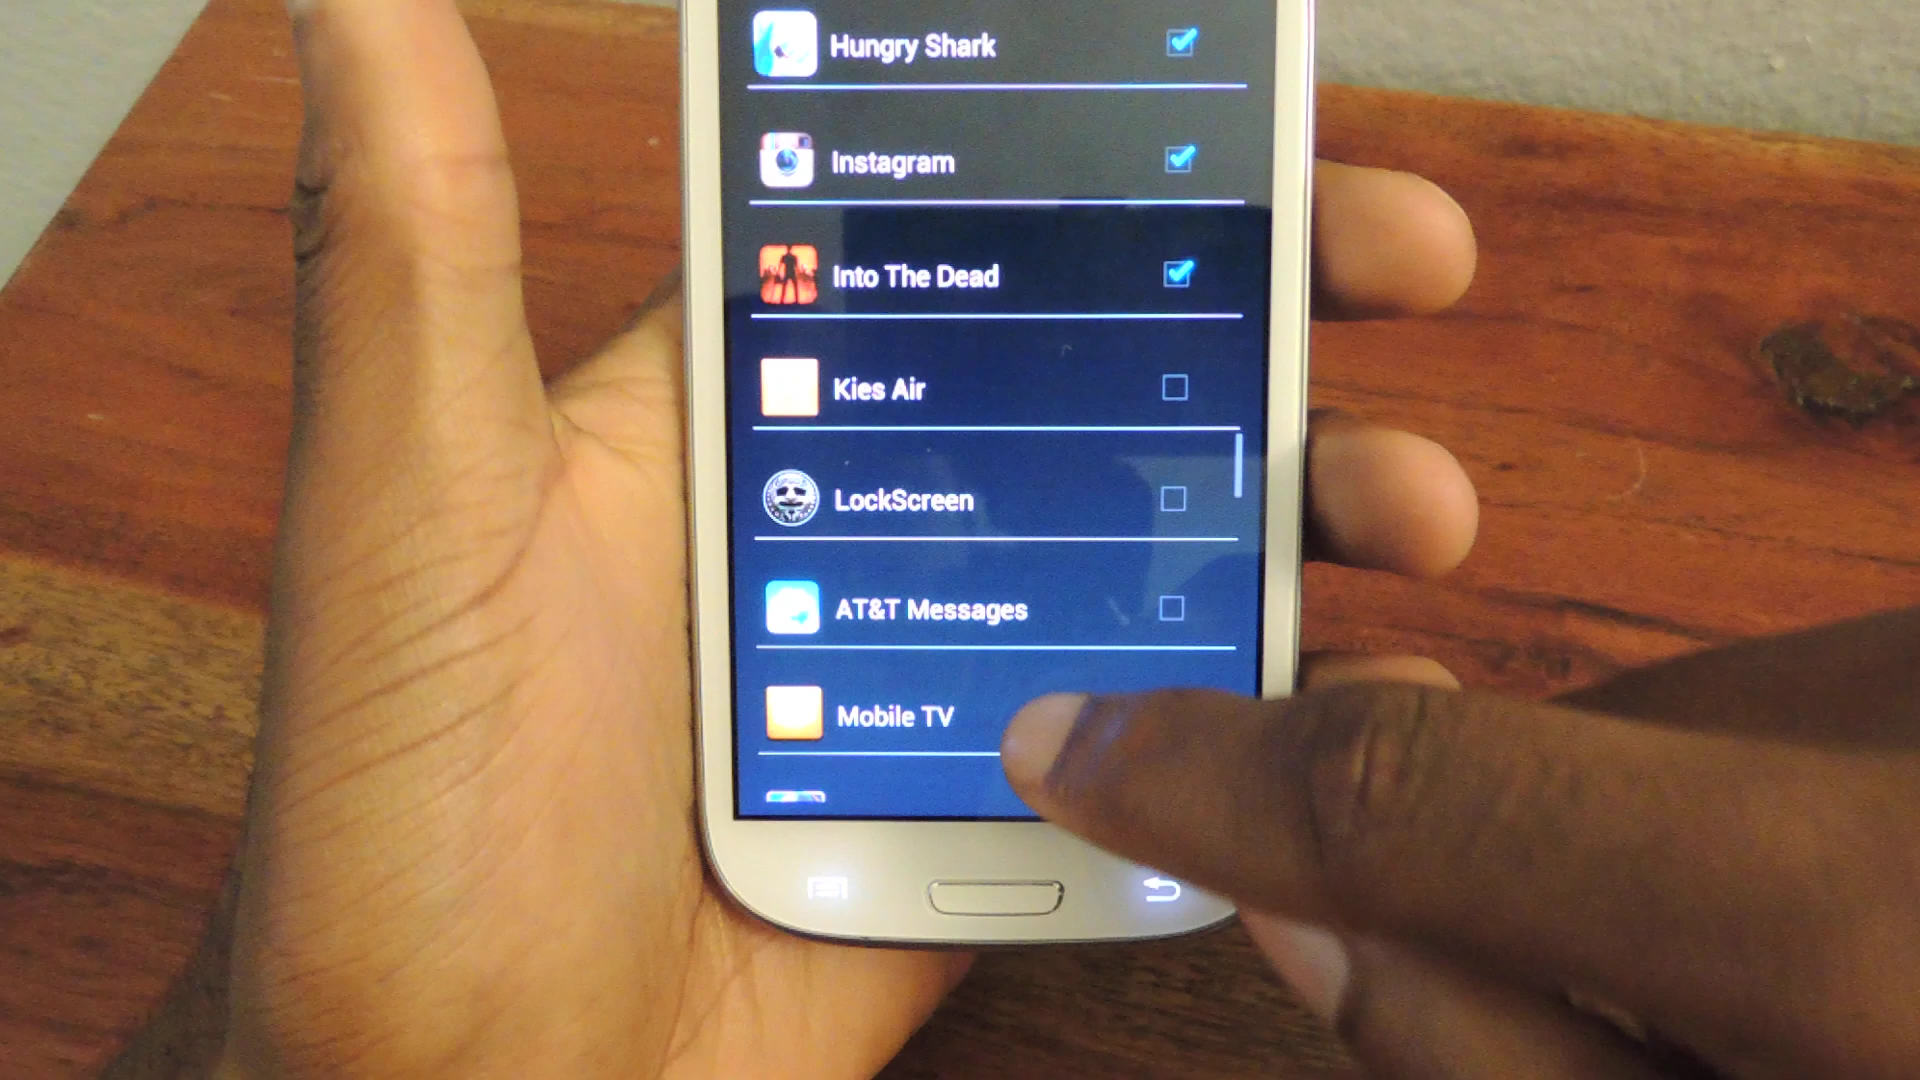 Hungry Shark
Instagram
Into The Dead
Kies Air
LockScreen
AT&T Messages
Mobile TV